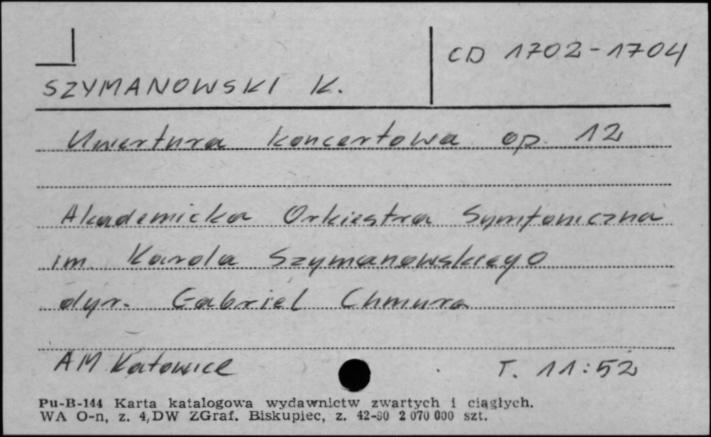 CD 1702-1704
SZYMANOWSKI K.
Uwertura koncertowa op. 12
Akademicka Orkiestra Symfoniczna
im. Karola Szymanowskiego
dyr. Gabriel Chmura
AM Katowice T. 11:52
Pu-B-144 Karta katalogowa wydawnictw zwartych i ciągłych.
WA O-n, z. 4, DW ZGraf. Biskupiec, z. 42-80 2 070 000 szt.